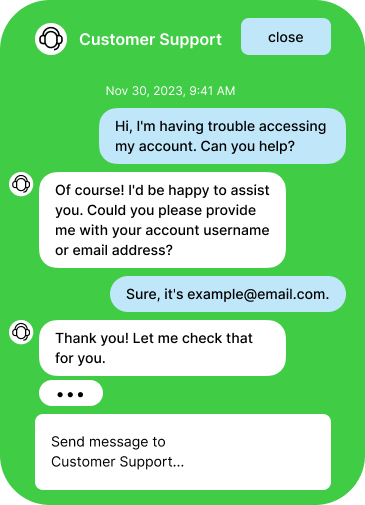 Customer Support
close
Nov 30, 2023, 9:41 AM
Hi, I'm having trouble accessing
my account. Can you help?
Of course! I'd be happy to assist
you. Could you please provide
me with your account username
or email address?
Sure, it's example@email.com.
Thank you! Let me check that
for you.
Send message to
Customer Support...